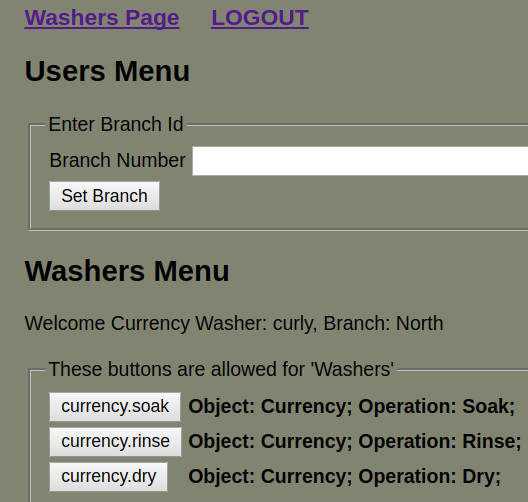 Washers Page LOGOUT
Users Menu
Enter Branch Id
Branch Number
Set Branch
Washers Menu
Welcome Currency Washer: curly, Branch: North
These buttons are allowed for 'Washers'
currency.soak Object: Currency; Operation: Soak;
currency.rinse Object: Currency; Operation: Rinse;
currency.dry Object: Currency; Operation: Dry;